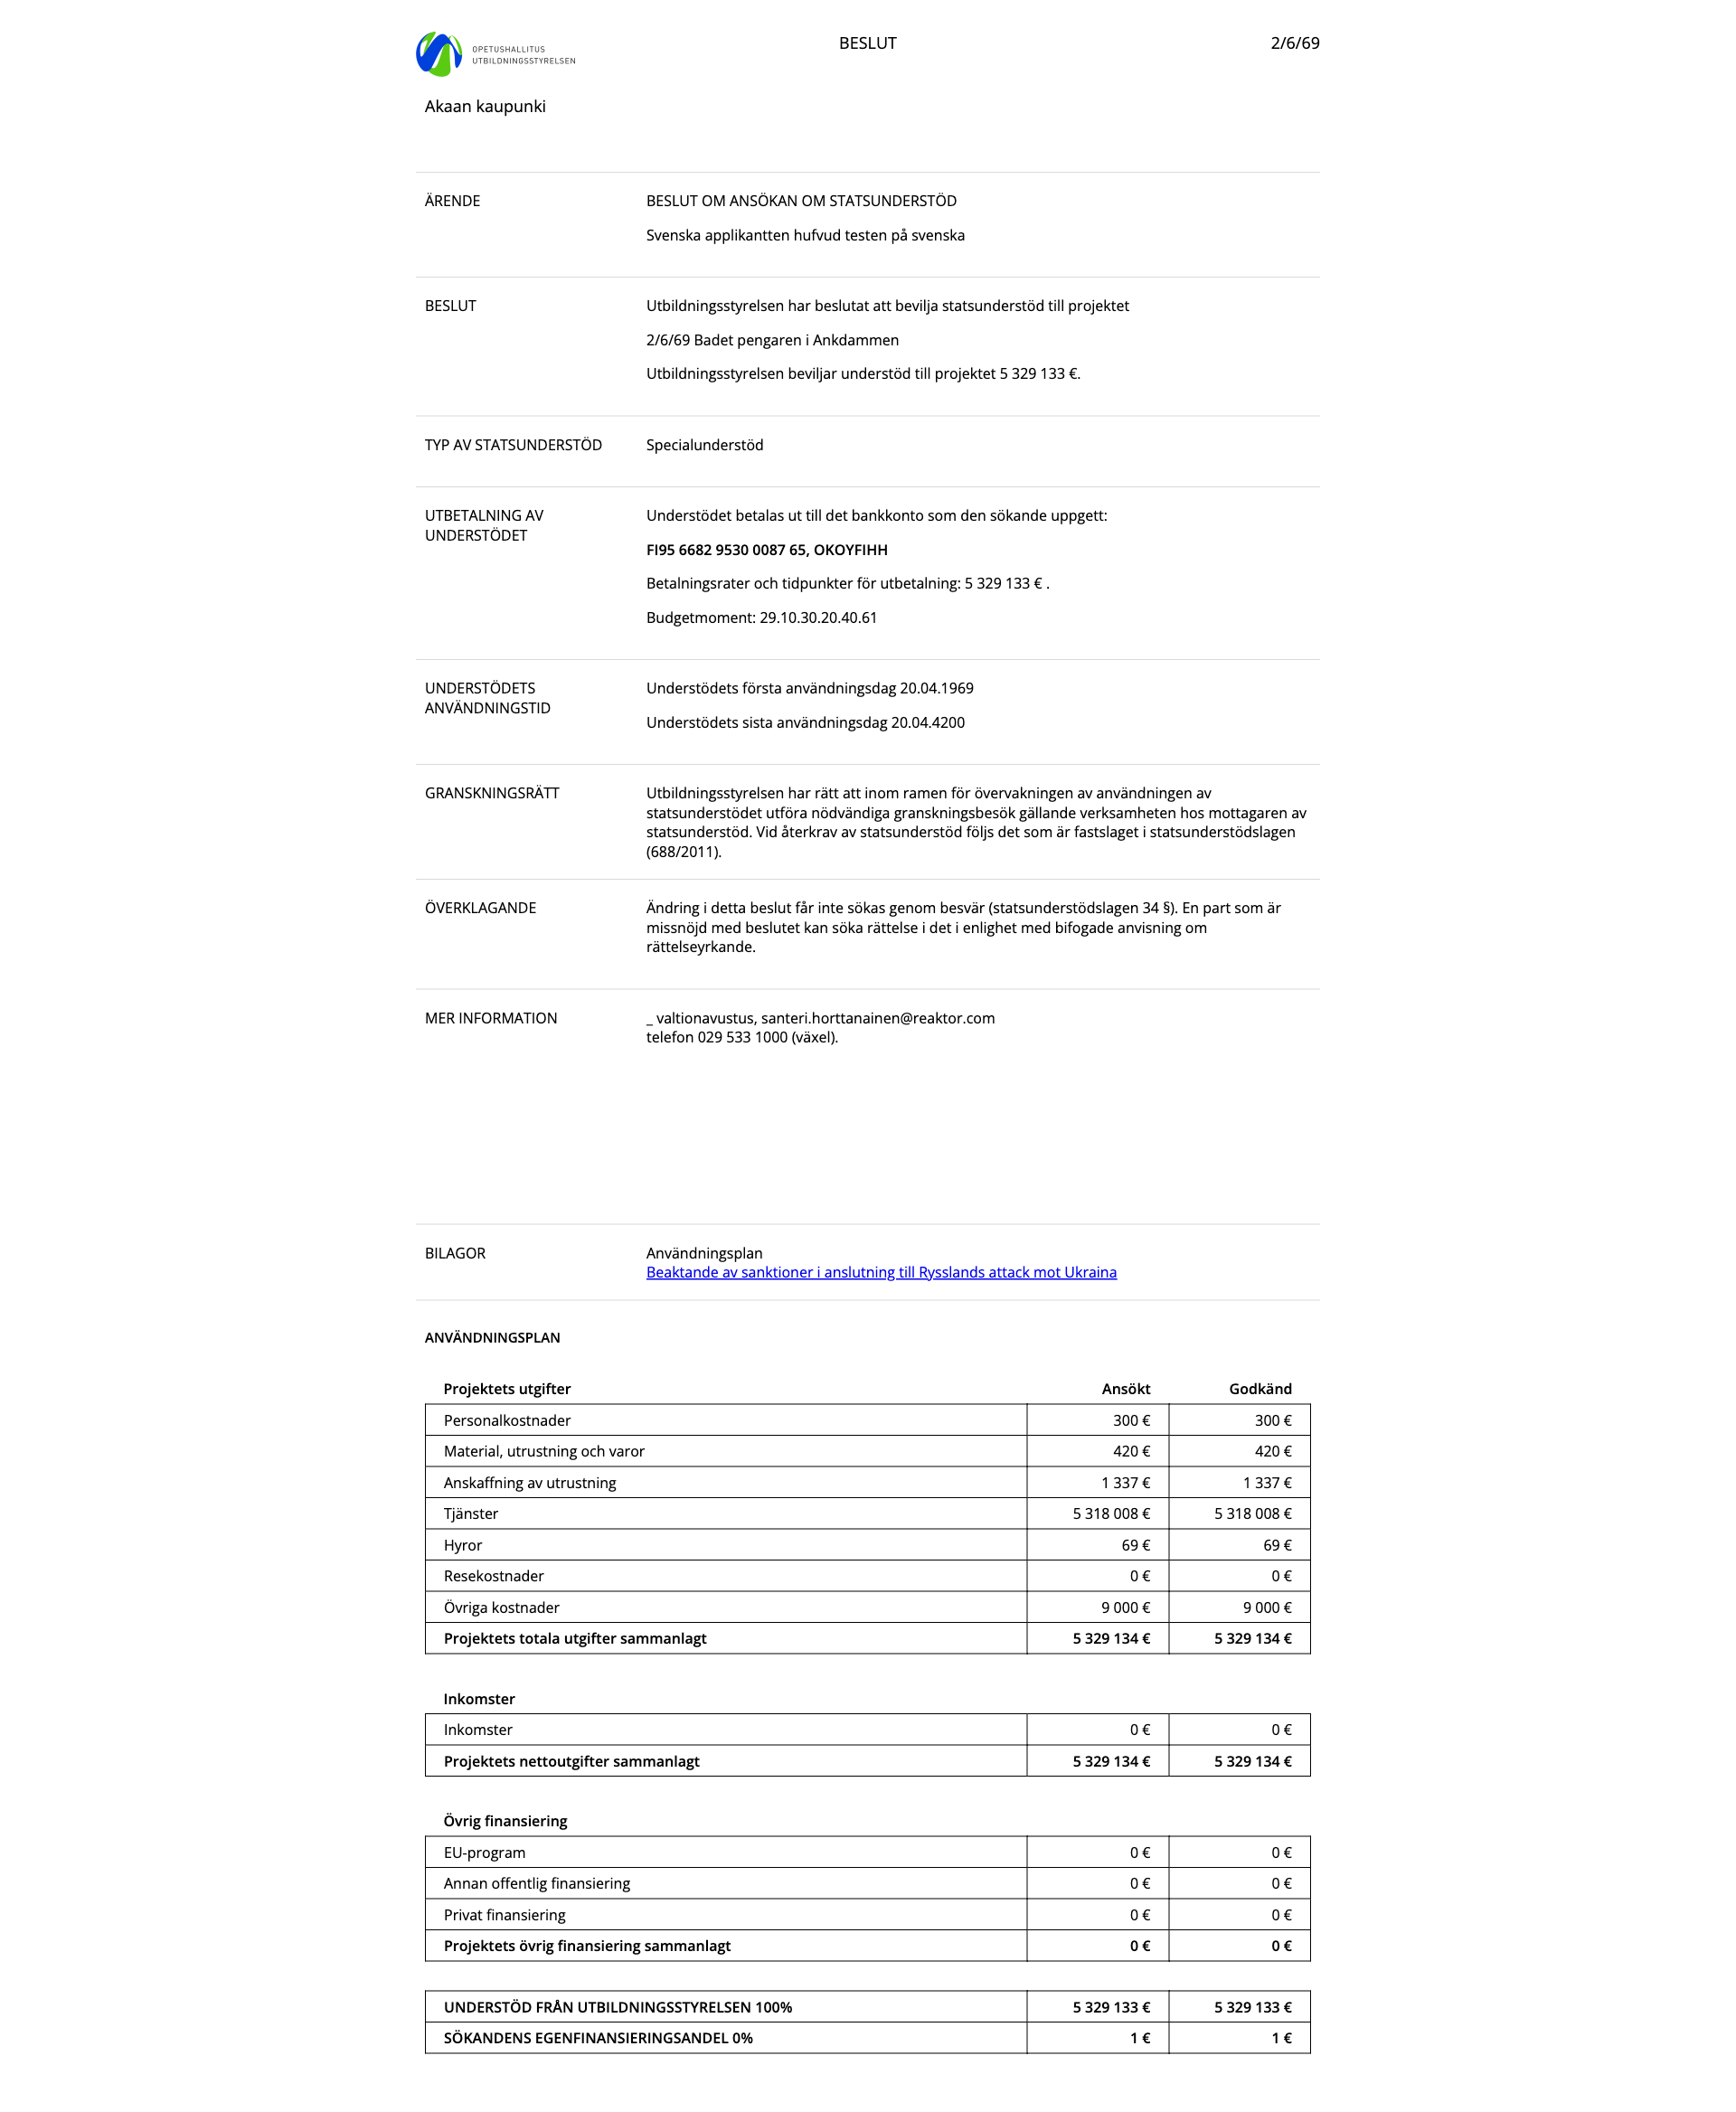 OPETUSHALLITUS
UTBILDNINGSSTYRELSEN
BESLUT
2/6/69
Akaan kaupunki
ÄRENDE
BESLUT OM ANSÖKAN OM STATSUNDERSTÖD
Svenska applikantten hufvud testen på svenska
BESLUT
Utbildningsstyrelsen har beslutat att bevilja statsunderstöd till projektet
2/6/69 Badet pengaren i Ankdammen
Utbildningsstyrelsen beviljar understöd till projektet 5 329 133 €.
TYP AV STATSUNDERSTÖD
Specialunderstöd
UTBETALNING AV
UNDERSTÖDET
Understödet betalas ut till det bankkonto som den sökande uppgett:
FI95 6682 9530 0087 65, OKOYFIHH
Betalningsrater och tidpunkter för utbetalning: 5 329 133 € .
Budgetmoment: 29.10.30.20.40.61
UNDERSTÖDETS
ANVÄNDNINGSTID
Understödets första användningsdag 20.04.1969
Understödets sista användningsdag 20.04.4200
GRANSKNINGSRÄTT
Utbildningsstyrelsen har rätt att inom ramen för övervakningen av användningen av
statsunderstödet utföra nödvändiga granskningsbesök gällande verksamheten hos mottagaren av
statsunderstöd. Vid återkrav av statsunderstöd följs det som är fastslaget i statsunderstödslagen
(688/2011).
ÖVERKLAGANDE
Ändring i detta beslut får inte sökas genom besvär (statsunderstödslagen 34 §). En part som är
missnöjd med beslutet kan söka rättelse i det i enlighet med bifogade anvisning om
rättelseyrkande.
MER INFORMATION
_ valtionavustus, santeri.horttanainen@reaktor.com
telefon 029 533 1000 (växel).
BILAGOR
Användningsplan
Beaktande av sanktioner i anslutning till Rysslands attack mot Ukraina
ANVÄNDNINGSPLAN
Projektets utgifter Ansökt Godkänd
Personalkostnader 300 € 300 €
Material, utrustning och varor 420 € 420 €
Anskaffning av utrustning 1 337 € 1 337 €
Tjänster 5 318 008 € 5 318 008 €
Hyror 69 € 69 €
Resekostnader 0 € 0 €
Övriga kostnader 9 000 € 9 000 €
Projektets totala utgifter sammanlagt 5 329 134 € 5 329 134 €
Inkomster
Inkomster 0 € 0 €
Projektets nettoutgifter sammanlagt 5 329 134 € 5 329 134 €
Övrig finansiering
EU-program 0 € 0 €
Annan offentlig finansiering 0 € 0 €
Privat finansiering 0 € 0 €
Projektets övrig finansiering sammanlagt 0 € 0 €
UNDERSTÖD FRÅN UTBILDNINGSSTYRELSEN 100% 5 329 133 € 5 329 133 €
SÖKANDENS EGENFINANSIERINGSANDEL 0% 1 € 1 €